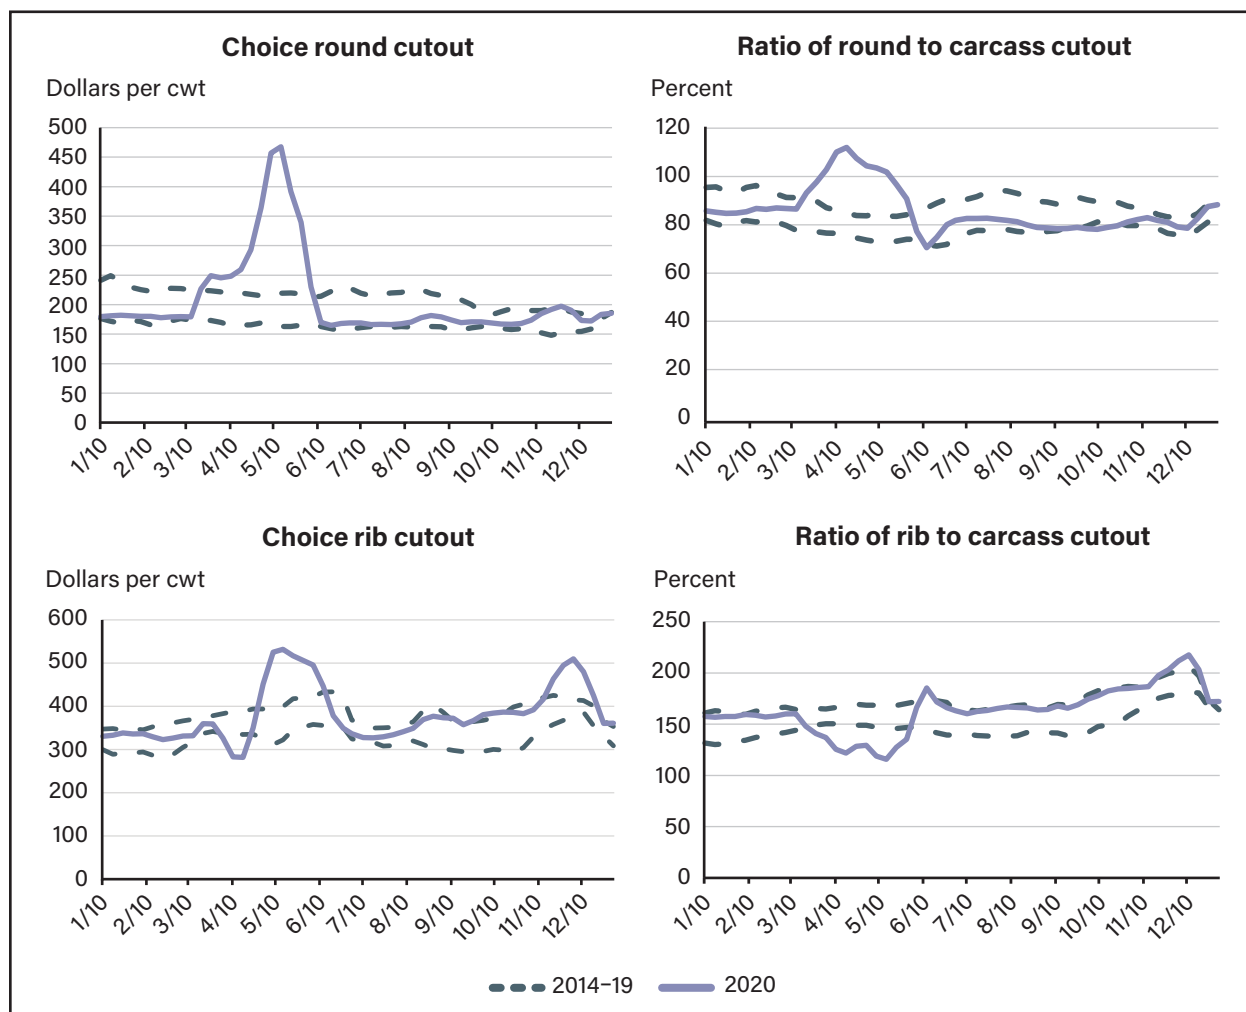 Choice round cutout
Dollars per cwt
500
450
400
350
300
250
200
150
100
50
0
1/10 2/10 3/10 4/10 5/10 6/10 7/10 8/10 9/10 10/10 11/10 12/10
Ratio of round to carcass cutout
Percent
120
100
80
60
40
20
0
1/10 2/10 3/10 4/10 5/10 6/10 7/10 8/10 9/10 10/10 11/10 12/10
Choice rib cutout
Dollars per cwt
600
500
400
300
200
100
0
1/10 2/10 3/10 4/10 5/10 6/10 7/10 8/10 9/10 10/10 11/10 12/10
Ratio of rib to carcass cutout
Percent
250
200
150
100
50
0
1/10 2/10 3/10 4/10 5/10 6/10 7/10 8/10 9/10 10/10 11/10 12/10
2014–19 2020